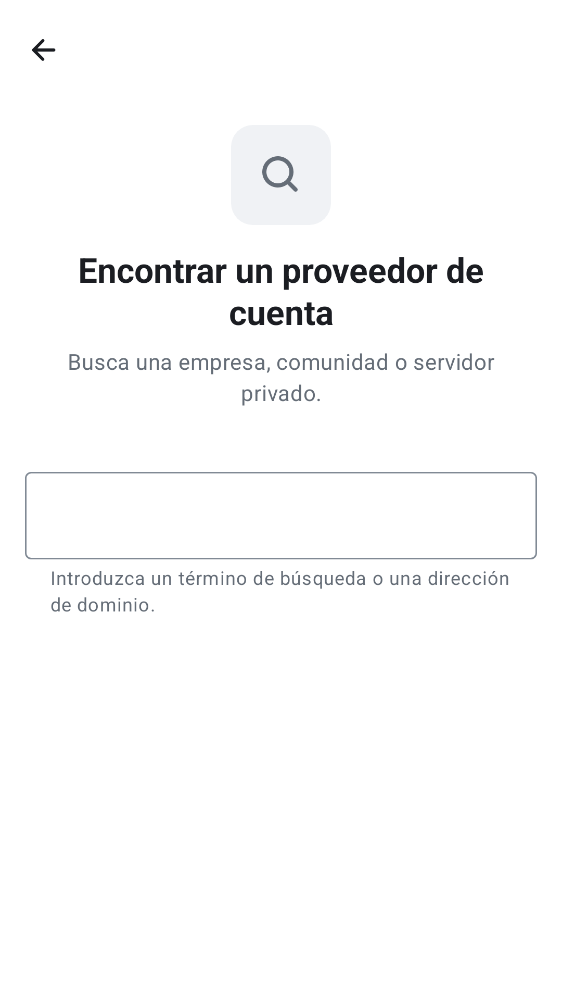 Encontrar un proveedor de
cuenta
Busca una empresa, comunidad o servidor
privado.
Introduzca un término de búsqueda o una dirección
de dominio.